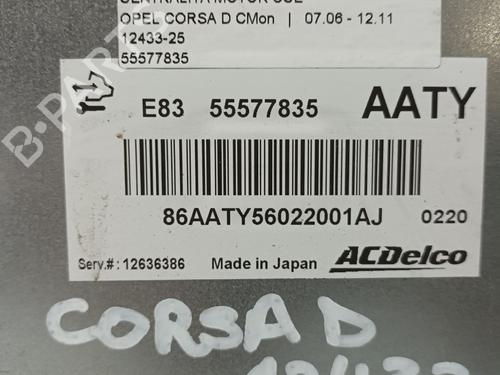 OPEL CORSA D CMon | 07.06 - 12.11
12433-25
55577835
E83 55577835 AATY
86AATY56022001AJ 0220
Serv.#: 12636386 Made in Japan ACDelco
CORSA D
B-PARTS